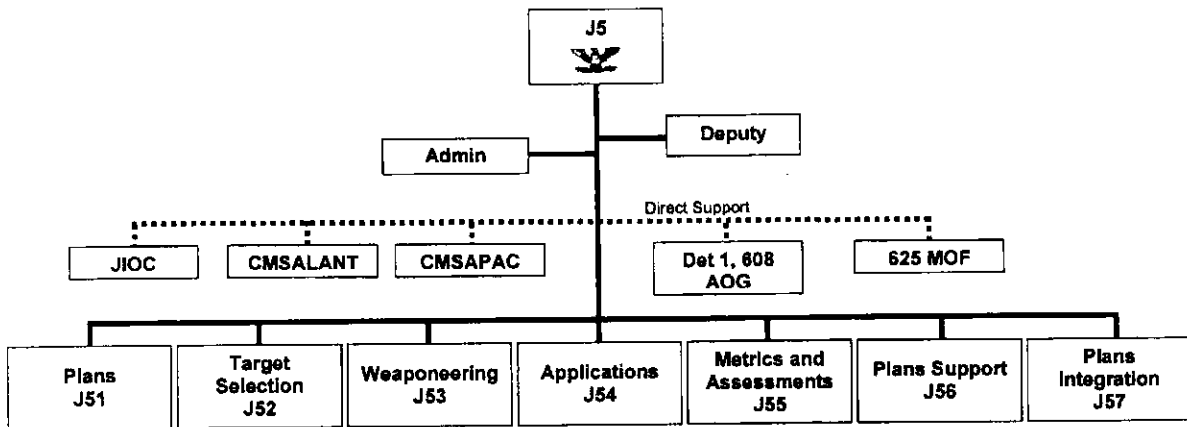 J5
Deputy
Admin
Direct Support
JIOC
CMSALANT
CMSAPAC
Det 1, 608
AOG
625 MOF
Plans
J51
Target
Selection
J52
Weaponeering
J53
Applications
J54
Metrics and
Assessments
J55
Plans Support
J56
Plans
Integration
J57